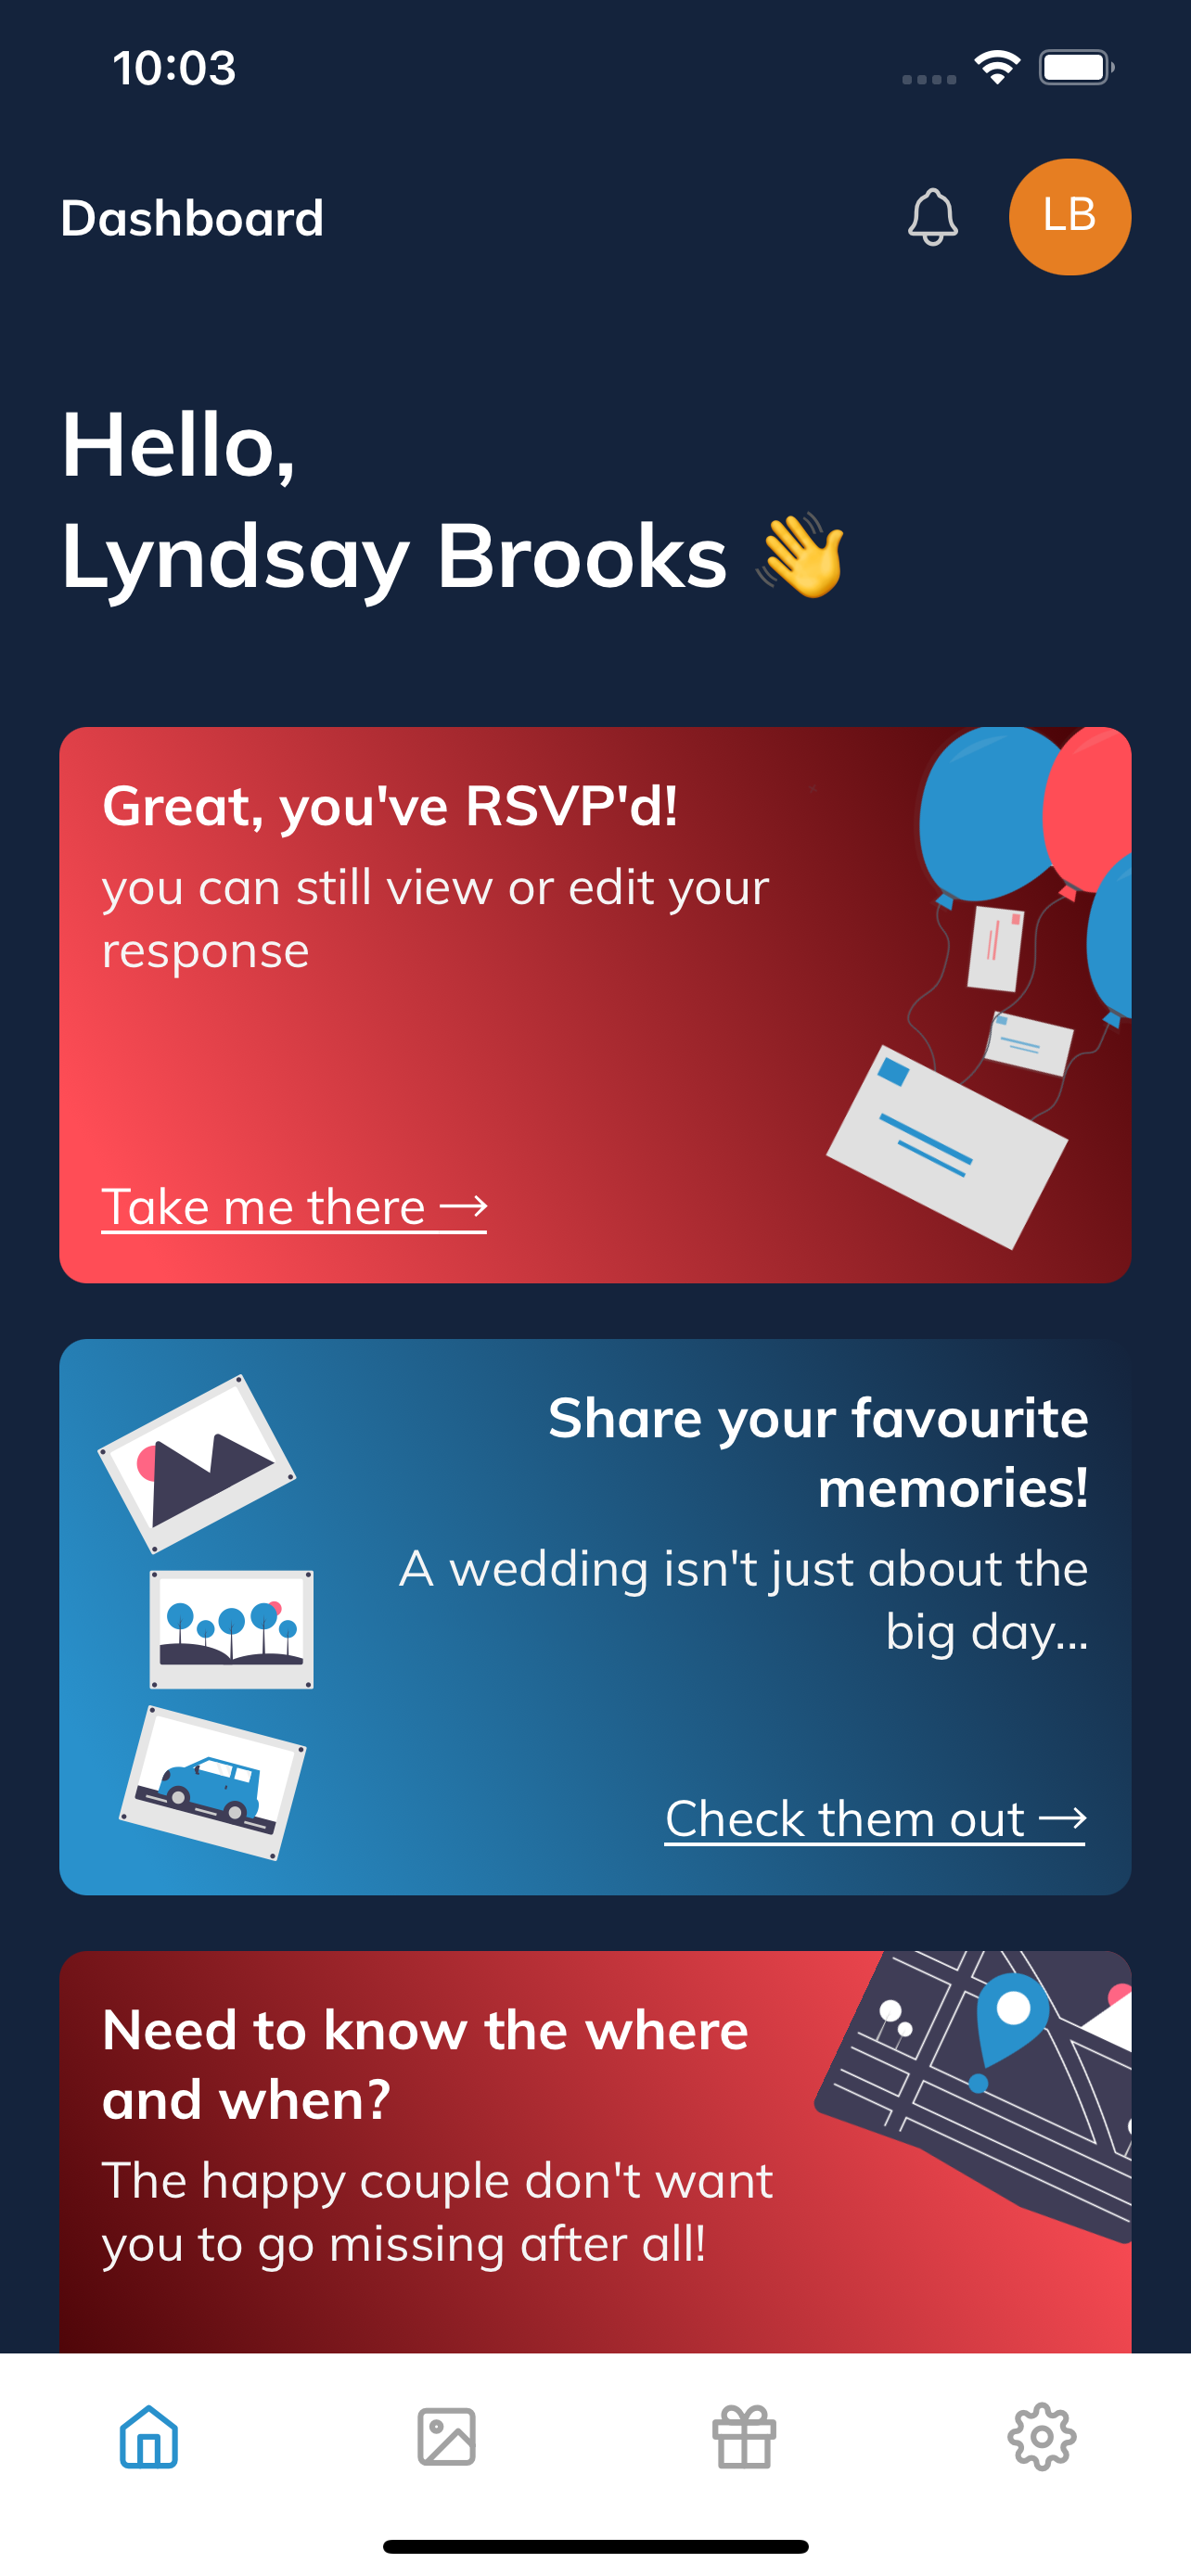 10:03
Dashboard
LB
Hello,
Lyndsay Brooks 👋
Great, you've RSVP'd!
you can still view or edit your
response
Take me there →
Share your favourite
memories!
A wedding isn't just about the
big day...
Check them out →
Need to know the where
and when?
The happy couple don't want
you to go missing after all!